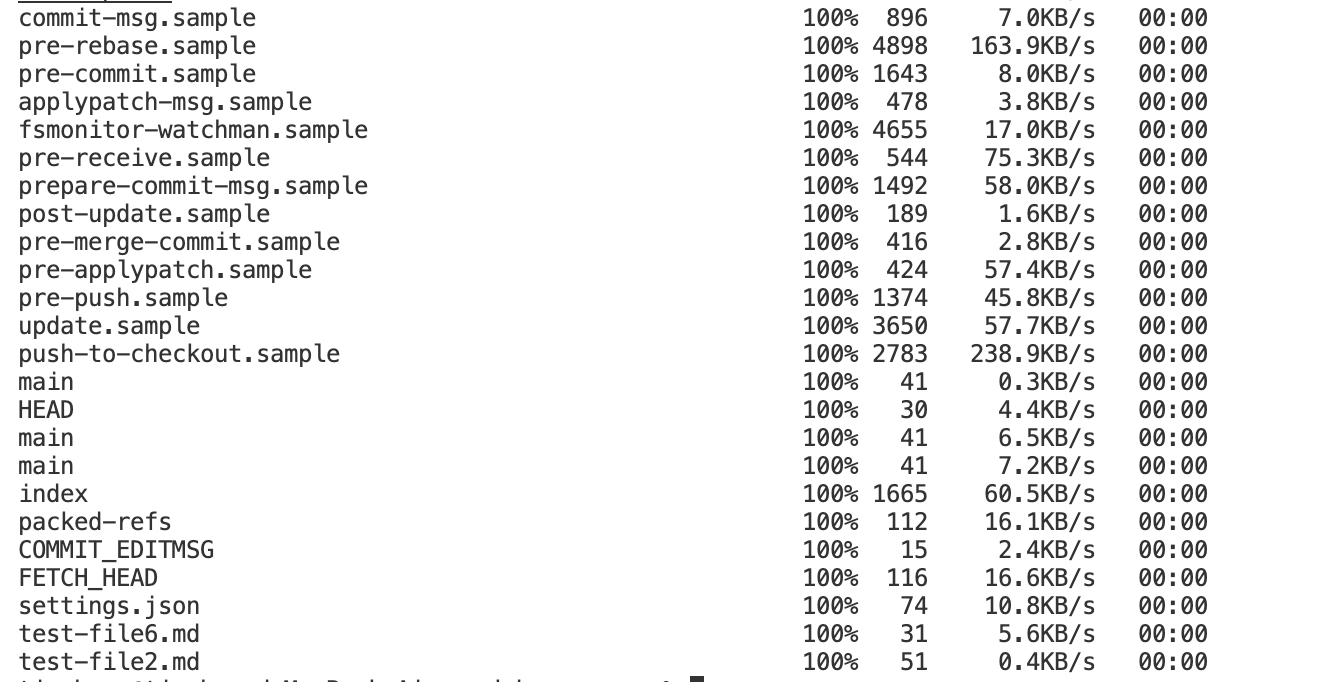 commit-msg.sample 100% 896 7.0KB/s 00:00
pre-rebase.sample 100% 4898 163.9KB/s 00:00
pre-commit.sample 100% 1643 8.0KB/s 00:00
applypatch-msg.sample 100% 478 3.8KB/s 00:00
fsmonitor-watchman.sample 100% 4655 17.0KB/s 00:00
pre-receive.sample 100% 544 75.3KB/s 00:00
prepare-commit-msg.sample 100% 1492 58.0KB/s 00:00
post-update.sample 100% 189 1.6KB/s 00:00
pre-merge-commit.sample 100% 416 2.8KB/s 00:00
pre-applypatch.sample 100% 424 57.4KB/s 00:00
pre-push.sample 100% 1374 45.8KB/s 00:00
update.sample 100% 3650 57.7KB/s 00:00
push-to-checkout.sample 100% 2783 238.9KB/s 00:00
main 100% 41 0.3KB/s 00:00
HEAD 100% 30 4.4KB/s 00:00
main 100% 41 6.5KB/s 00:00
main 100% 41 7.2KB/s 00:00
index 100% 1665 60.5KB/s 00:00
packed-refs 100% 112 16.1KB/s 00:00
COMMIT_EDITMSG 100% 15 2.4KB/s 00:00
FETCH_HEAD 100% 116 16.6KB/s 00:00
settings.json 100% 74 10.8KB/s 00:00
test-file6.md 100% 31 5.6KB/s 00:00
test-file2.md 100% 51 0.4KB/s 00:00